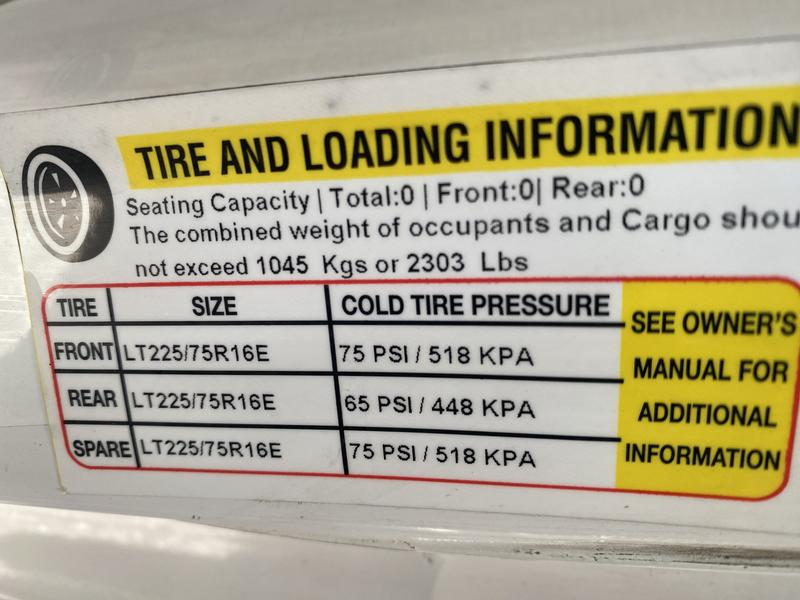 TIRE AND LOADING INFORMATION
Seating Capacity | Total:0 | Front:0| Rear:0
The combined weight of occupants and Cargo shou
not exceed 1045 Kgs or 2303 Lbs
TIRE SIZE COLD TIRE PRESSURE
FRONT LT225/75R16E 75 PSI / 518 KPA
REAR LT225/75R16E 65 PSI / 448 KPA
SPARE LT225/75R16E 75 PSI / 518 KPA
SEE OWNER'S
MANUAL FOR
ADDITIONAL
INFORMATION